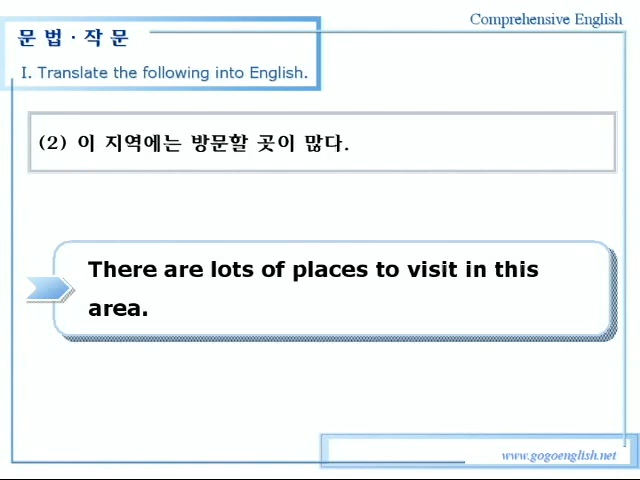 Comprehensive English
문 법 · 작 문
I. Translate the following into English.
(2) 이 지역에는 방문할 곳이 많다.
There are lots of places to visit in this
area.
www.gogoenglish.net